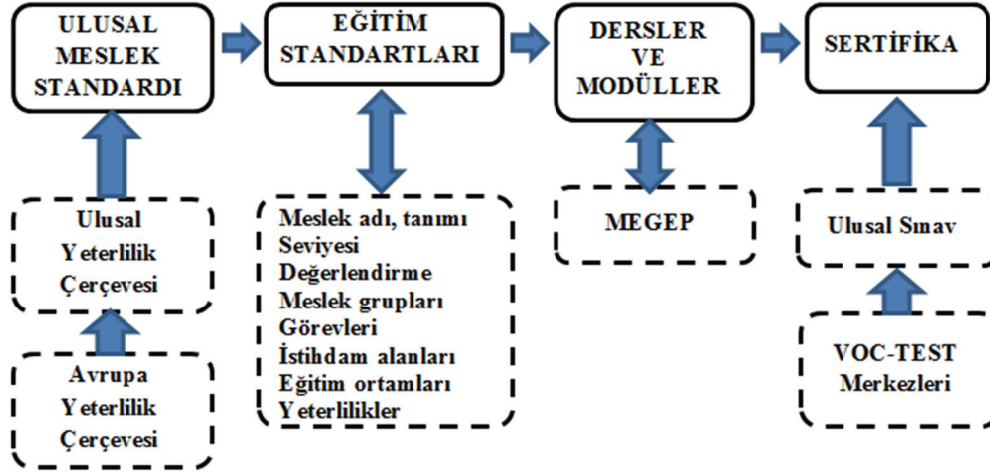 ULUSAL
MESLEK
STANDARDI
EĞİTİM
STANDARTLARI
DERSLER
VE
MODÜLLER
SERTİFİKA
Ulusal
Yeterlilik
Çerçevesi
Avrupa
Yeterlilik
Çerçevesi
Meslek adı, tanımı
Seviyesi
Değerlendirme
Meslek grupları
Görevleri
İstihdam alanları
Eğitim ortamları
Yeterlilikler
MEGEP
Ulusal Sınav
VOC-TEST
Merkezleri